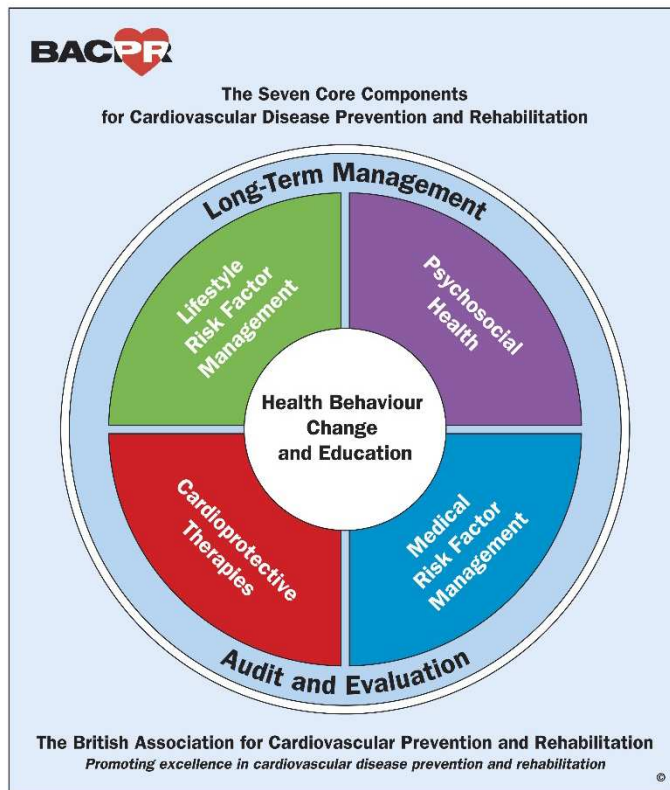 BACPR
The Seven Core Components
for Cardiovascular Disease Prevention and Rehabilitation
Long-Term Management
Lifestyle
Risk Factor
Management
Psychosocial
Health
Health Behaviour
Change
and Education
Cardioprotective
Therapies
Medical
Risk Factor
Management
Audit and Evaluation
The British Association for Cardiovascular Prevention and Rehabilitation
Promoting excellence in cardiovascular disease prevention and rehabilitation
©